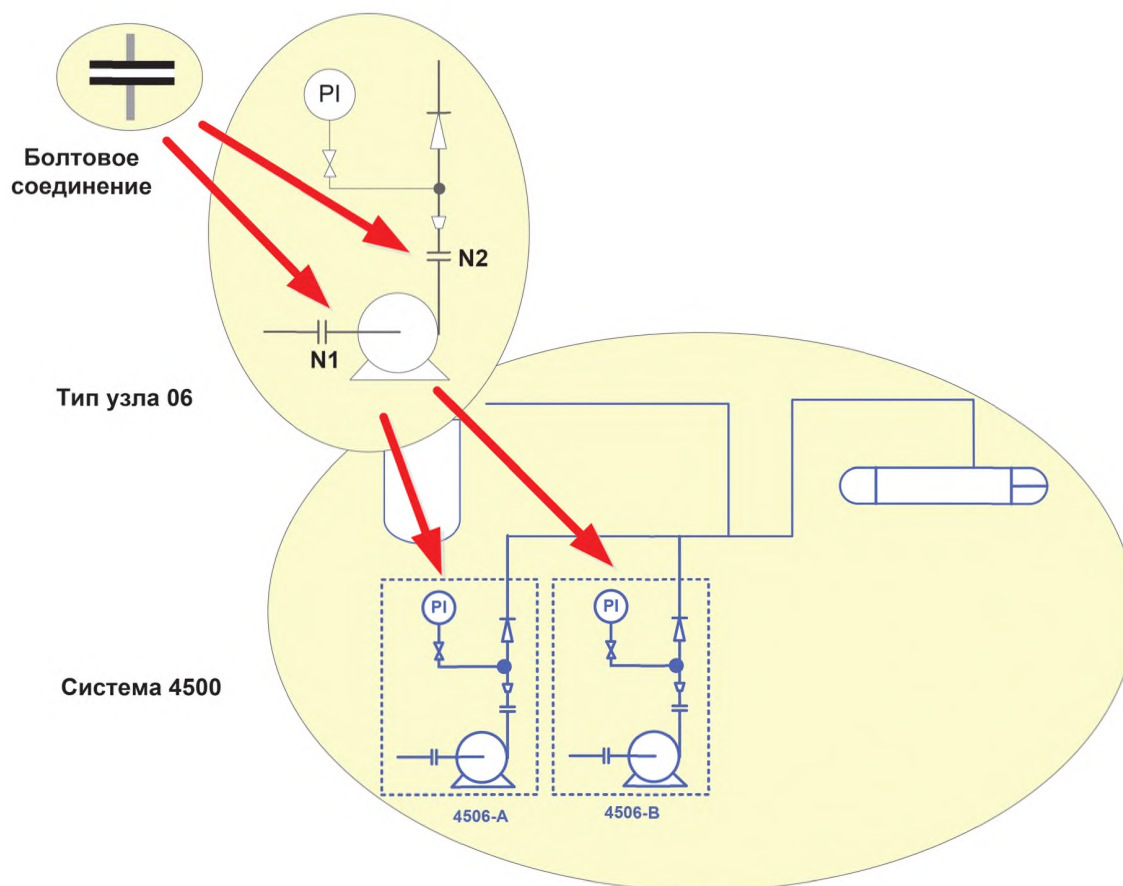 PI
Болтовое
соединение
N2
N1
Тип узла 06
PI
PI
Система 4500
4506-A
4506-B